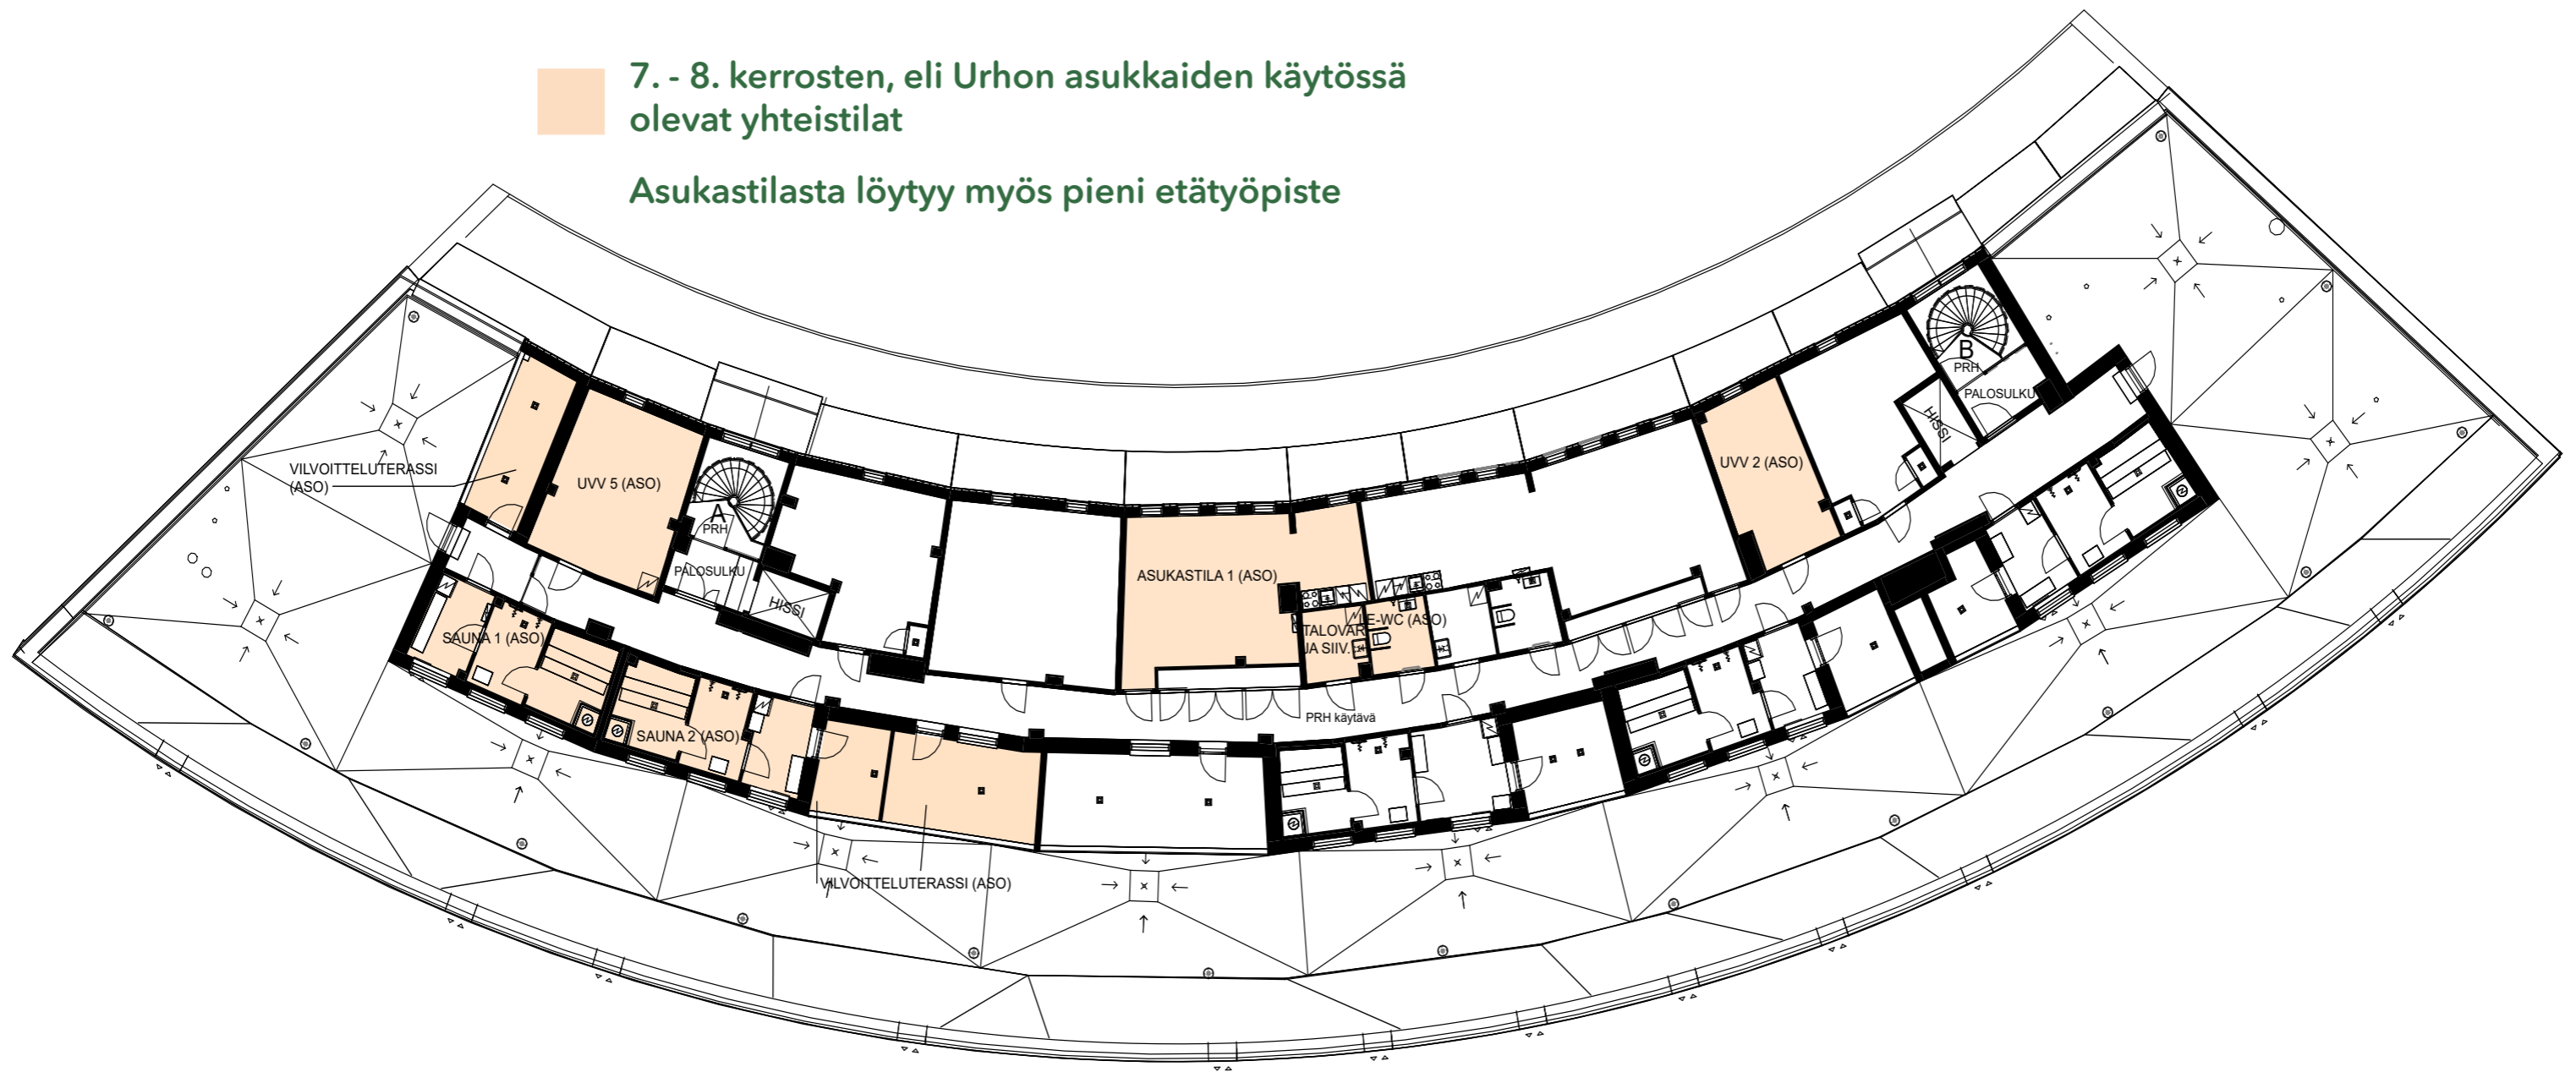 7. - 8. kerrosten, eli Urhon asukkaiden käytössä
olevat yhteistilat
Asukastilasta löytyy myös pieni etätyöpiste
VILVOITTELUTERASSI
(ASO)
UVV 5 (ASO)
A
PRH
PALOSULKU
HISSI
SAUNA 1 (ASO)
SAUNA 2 (ASO)
VILVOITTELUTERASSI (ASO)
ASUKASTILA 1 (ASO)
TALOVAR.
JA SIIV.
LE-WC (ASO)
PRH käytävä
UVV 2 (ASO)
HISSI
B
PRH
PALOSULKU